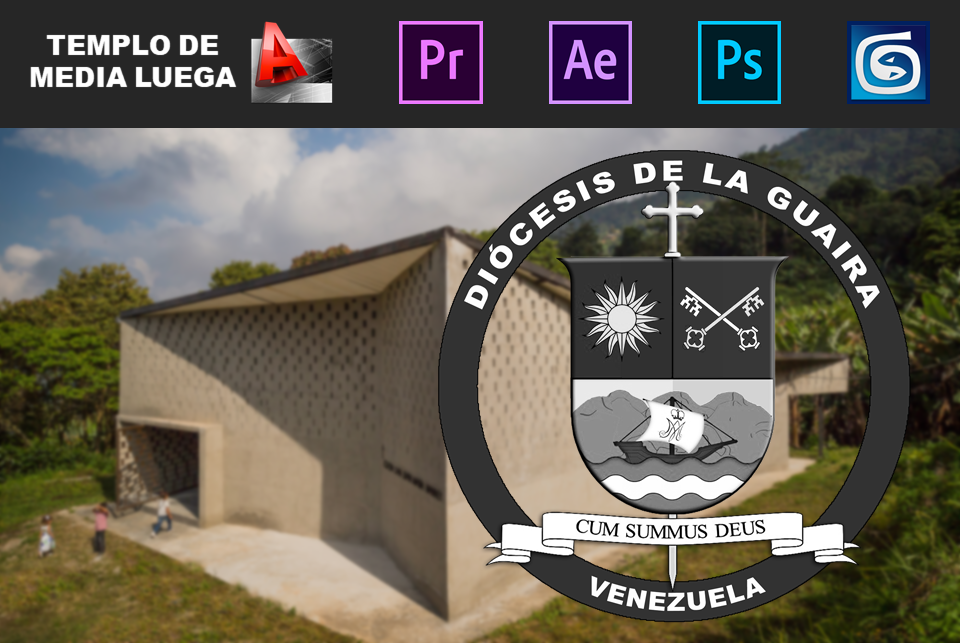 TEMPLO DE
MEDIA LUEGA
A
Pr
Ae
Ps
DIÓCESIS DE LA GUAIRA
CUM SUMMUS DEUS
VENEZUELA